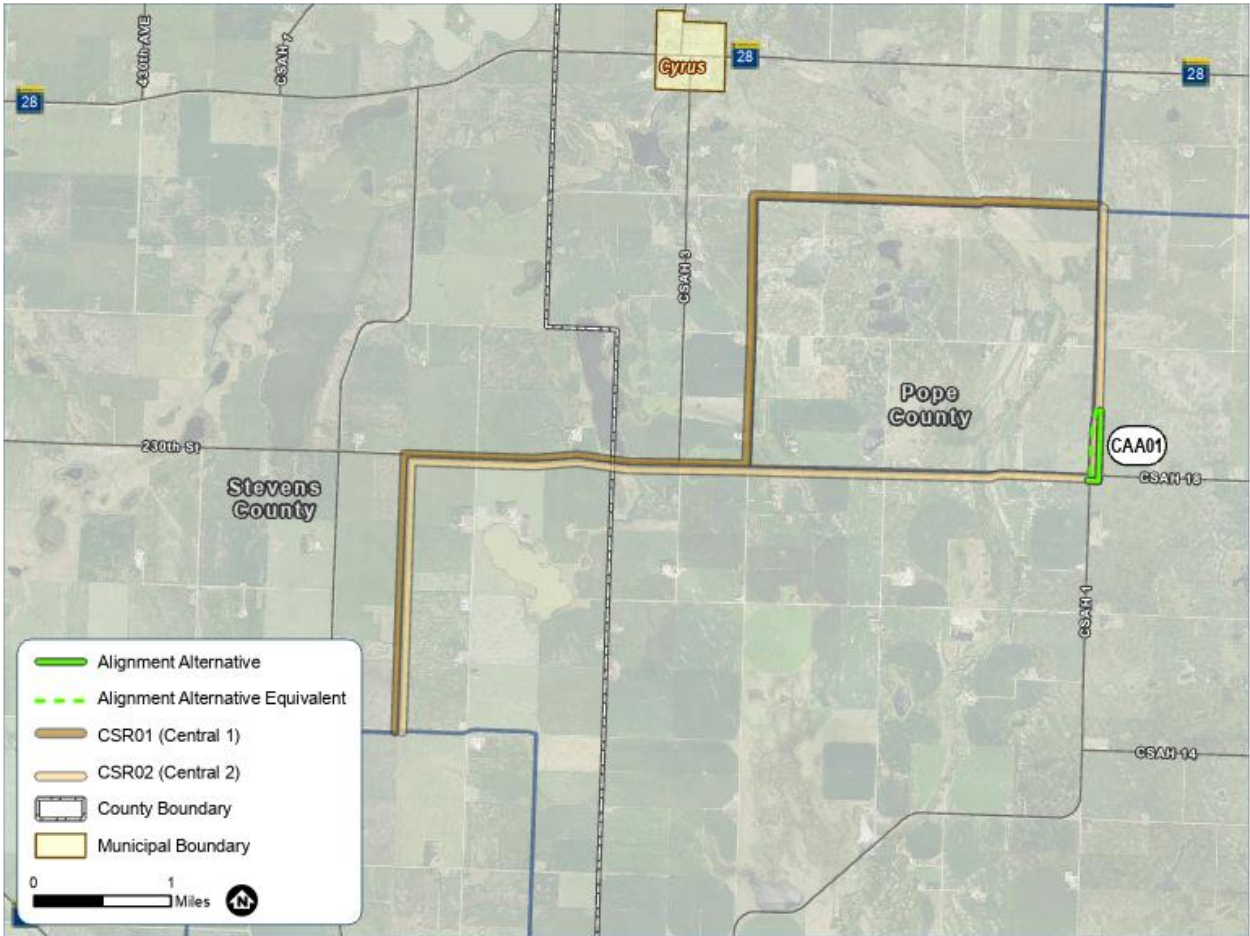 430th AVE
CSAH 7
28
Cyrus
28
28
CSAH 3
Pope
County
CAA01
230th St
CSAH 16
Stevens
County
CSAH 1
CSAH 14
Alignment Alternative
Alignment Alternative Equivalent
CSR01 (Central 1)
CSR02 (Central 2)
County Boundary
Municipal Boundary
0 1
Miles
N